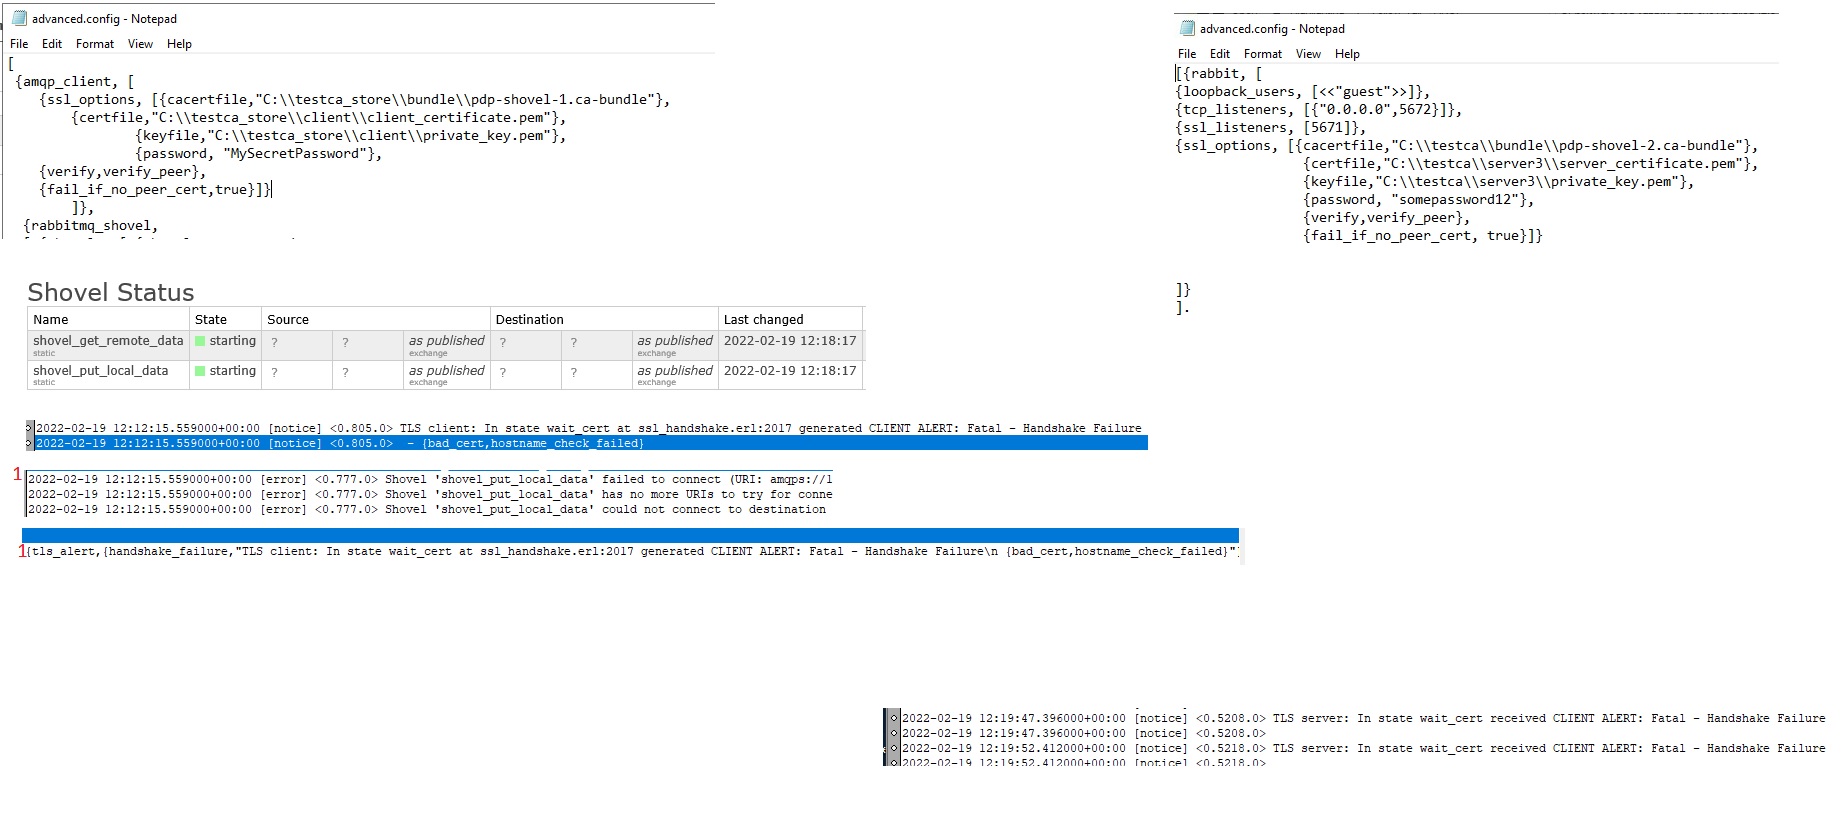 advanced.config - Notepad
File Edit Format View Help
[
{amqp_client, [
{ssl_options, [{cacertfile,"C:\\testca_store\\bundle\\pdp-shovel-1.ca-bundle"},
{certfile,"C:\\testca_store\\client\\client_certificate.pem"},
{keyfile,"C:\\testca_store\\client\\private_key.pem"},
{password, "MySecretPassword"},
{verify,verify_peer},
{fail_if_no_peer_cert,true}]}
]},
{rabbitmq_shovel,
advanced.config - Notepad
File Edit Format View Help
[{rabbit, [
{loopback_users, [<<"guest">>]},
{tcp_listeners, [{"0.0.0.0",5672}]},
{ssl_listeners, [5671]},
{ssl_options, [{cacertfile,"C:\\testca\\bundle\\pdp-shovel-2.ca-bundle"},
{certfile,"C:\\testca\\server3\\server_certificate.pem"},
{keyfile,"C:\\testca\\server3\\private_key.pem"},
{password, "somepassword12"},
{verify,verify_peer},
{fail_if_no_peer_cert, true}]}
]}
].
Shovel Status
Name State Source Destination Last changed
shovel_get_remote_data starting ? ? as published ? ? as published 2022-02-19 12:18:17
static exchange exchange
shovel_put_local_data starting ? ? as published ? ? as published 2022-02-19 12:18:17
static exchange exchange
2022-02-19 12:12:15.559000+00:00 [notice] <0.805.0> TLS client: In state wait_cert at ssl_handshake.erl:2017 generated CLIENT ALERT: Fatal - Handshake Failure
2022-02-19 12:12:15.559000+00:00 [notice] <0.805.0> - {bad_cert,hostname_check_failed}
1
2022-02-19 12:12:15.559000+00:00 [error] <0.777.0> Shovel 'shovel_put_local_data' failed to connect (URI: amqps://l
2022-02-19 12:12:15.559000+00:00 [error] <0.777.0> Shovel 'shovel_put_local_data' has no more URIs to try for conne
2022-02-19 12:12:15.559000+00:00 [error] <0.777.0> Shovel 'shovel_put_local_data' could not connect to destination
1
{tls_alert,{handshake_failure,"TLS client: In state wait_cert at ssl_handshake.erl:2017 generated CLIENT ALERT: Fatal - Handshake Failure\n {bad_cert,hostname_check_failed}"}
2022-02-19 12:19:47.396000+00:00 [notice] <0.5208.0> TLS server: In state wait_cert received CLIENT ALERT: Fatal - Handshake Failure
2022-02-19 12:19:47.396000+00:00 [notice] <0.5208.0>
2022-02-19 12:19:52.412000+00:00 [notice] <0.5218.0> TLS server: In state wait_cert received CLIENT ALERT: Fatal - Handshake Failure
2022-02-19 12:19:52.412000+00:00 [notice] <0.5218.0>